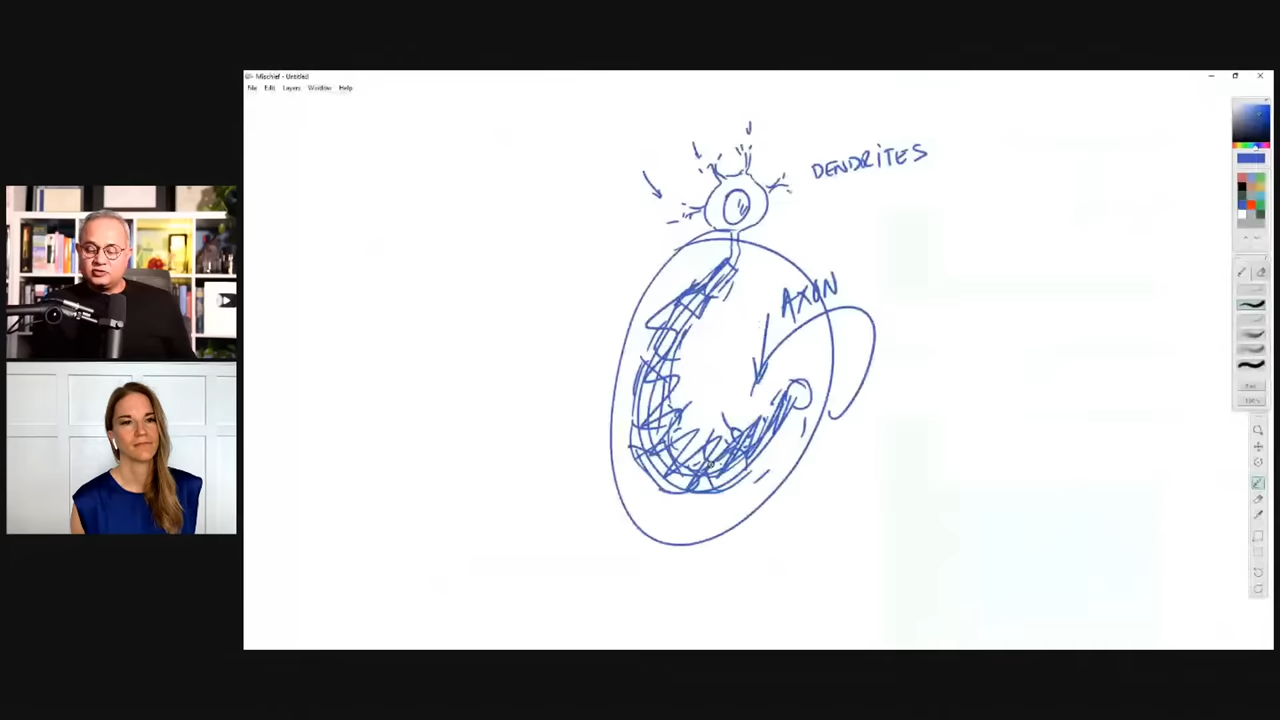 Mischief - Untitled
File Edit Layers Window Help
DENDRITES
AXON